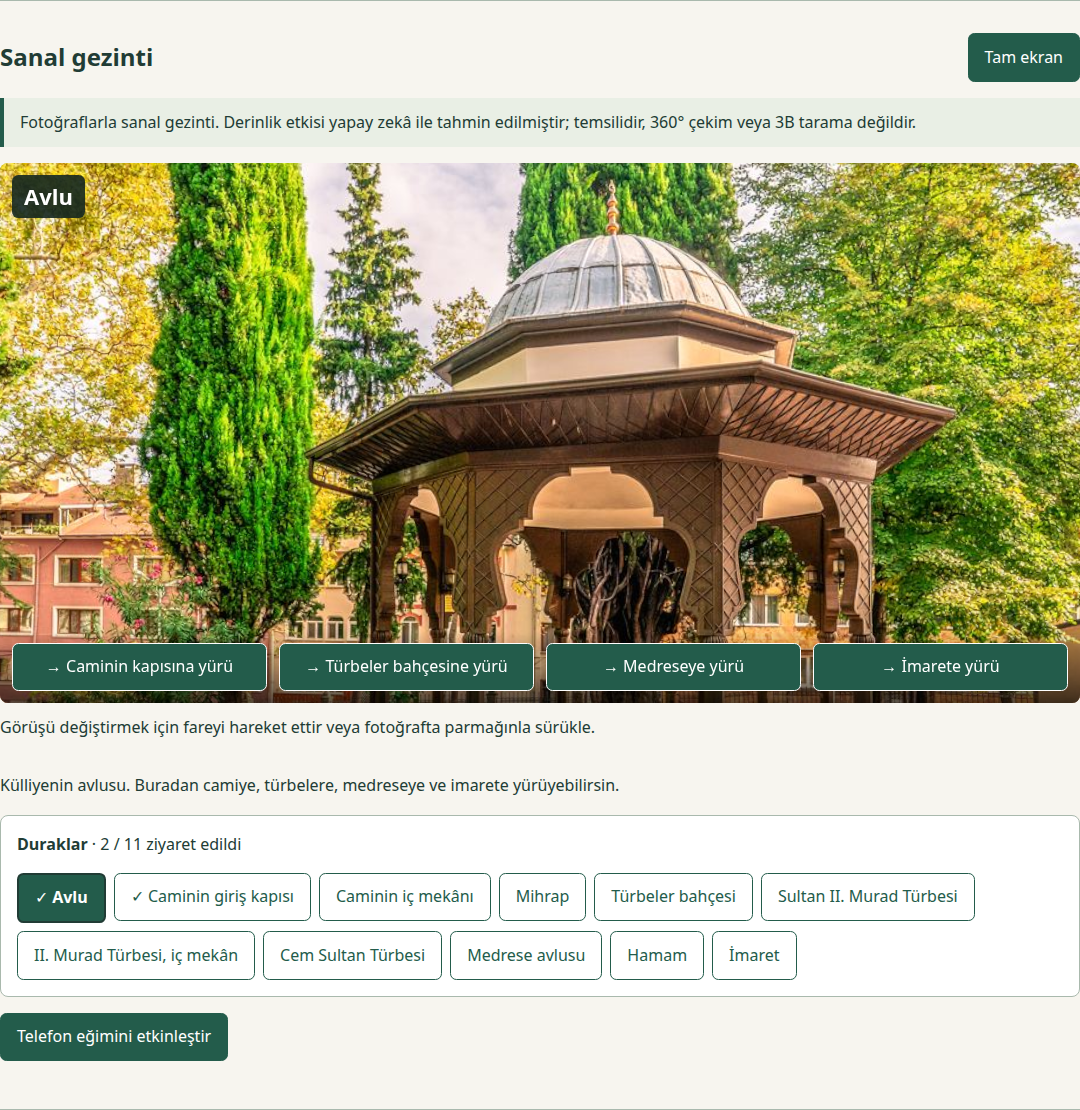 Sanal gezinti
Tam ekran
Fotoğraflarla sanal gezinti. Derinlik etkisi yapay zekâ ile tahmin edilmiştir; temsilidir, 360° çekim veya 3B tarama değildir.
Avlu
→ Caminin kapısına yürü
→ Türbeler bahçesine yürü
→ Medreseye yürü
→ İmarete yürü
Görüşü değiştirmek için fareyi hareket ettir veya fotoğrafta parmağınla sürükle.
Külliyenin avlusu. Buradan camiye, türbelere, medreseye ve imarete yürüyebilirsin.
Duraklar · 2 / 11 ziyaret edildi
✓ Avlu
✓ Caminin giriş kapısı
Caminin iç mekânı
Mihrap
Türbeler bahçesi
Sultan II. Murad Türbesi
II. Murad Türbesi, iç mekân
Cem Sultan Türbesi
Medrese avlusu
Hamam
İmaret
Telefon eğimini etkinleştir